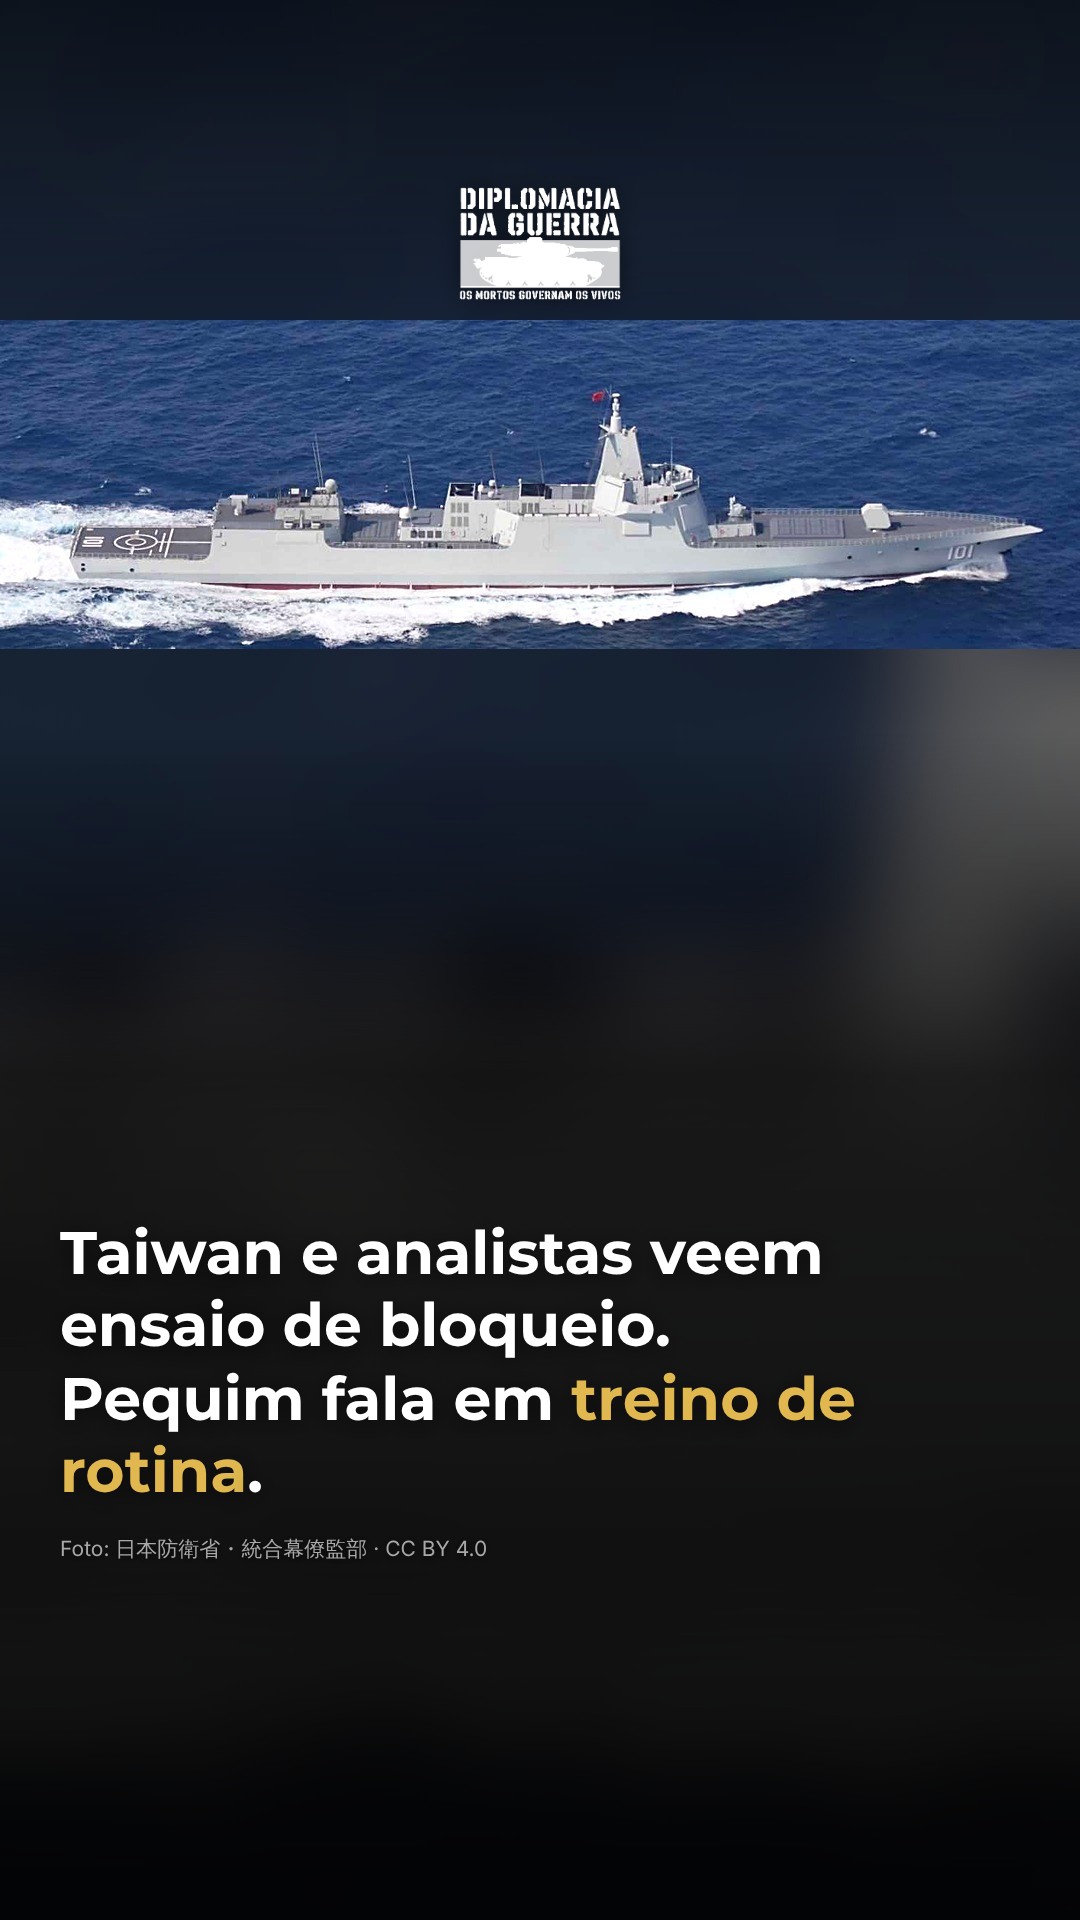 DIPLOMACIA
DA GUERRA
OS MORTOS GOVERNAM OS VIVOS
101
Taiwan e analistas veem
ensaio de bloqueio.
Pequim fala em treino de
rotina.
Foto: 日本防衛省・統合幕僚監部 · CC BY 4.0